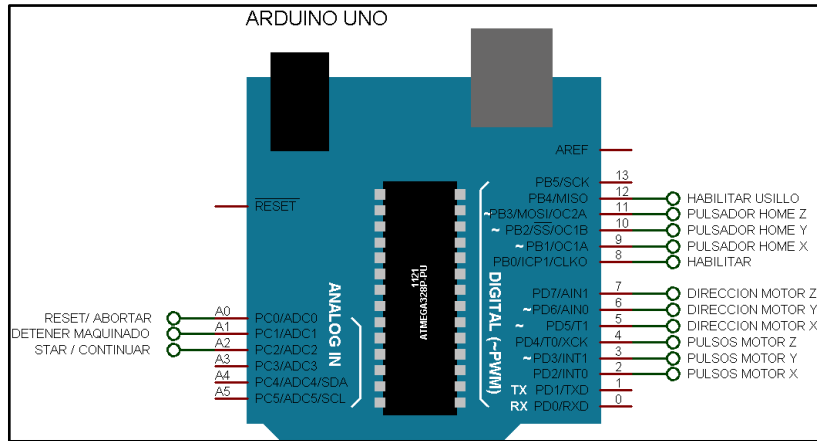 ARDUINO UNO
AREF
PB5/SCK 13
PB4/MISO 12 HABILITAR USILLO
~PB3/MOSI/OC2A 11 PULSADOR HOME Z
~ PB2/SS/OC1B 10 PULSADOR HOME Y
~ PB1/OC1A 9 PULSADOR HOME X
PB0/ICP1/CLKO 8 HABILITAR
RESET
PD7/AIN1 7 DIRECCION MOTOR Z
~PD6/AIN0 6 DIRECCION MOTOR Y
~ PD5/T1 5 DIRECCION MOTOR X
PD4/T0/XCK 4 PULSOS MOTOR Z
~PD3/INT1 3 PULSOS MOTOR Y
PD2/INT0 2 PULSOS MOTOR X
TX PD1/TXD 1
RX PD0/RXD 0
RESET/ ABORTAR A0 PC0/ADC0
DETENER MAQUINADO A1 PC1/ADC1
STAR / CONTINUAR A2 PC2/ADC2
A3 PC3/ADC3
A4 PC4/ADC4/SDA
A5 PC5/ADC5/SCL
ANALOG IN
1121
ATMEGA328P-PU
DIGITAL (~PWM)